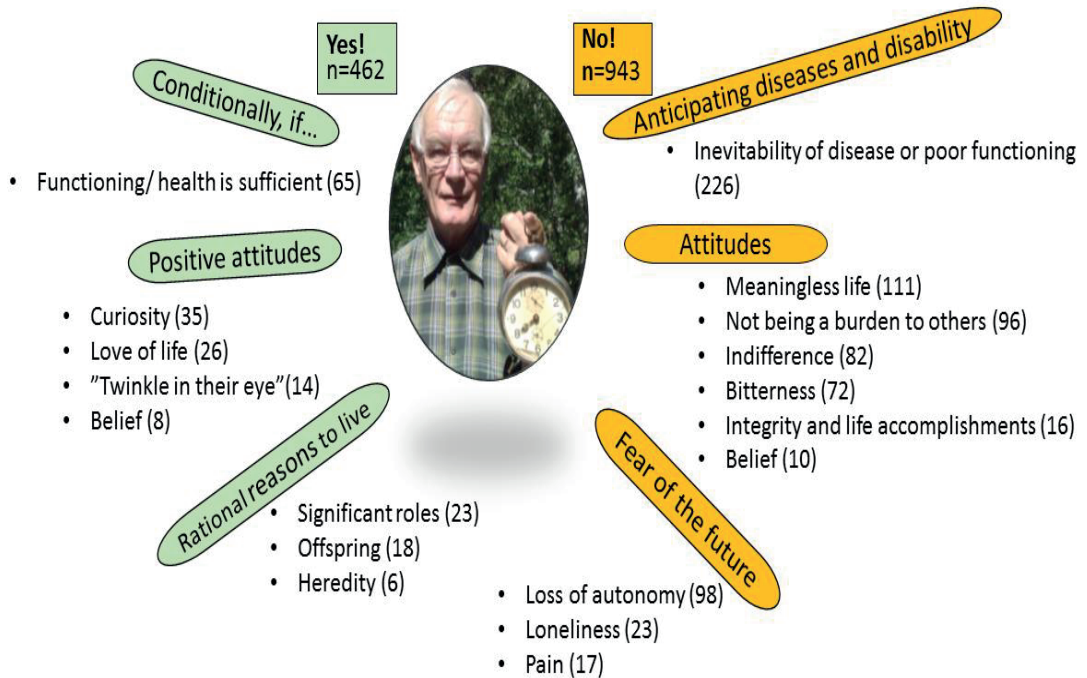 Yes!
n=462
Conditionally, if...
• Functioning/ health is sufficient (65)
Positive attitudes
• Curiosity (35)
• Love of life (26)
• ”Twinkle in their eye”(14)
• Belief (8)
Rational reasons to live
• Significant roles (23)
• Offspring (18)
• Heredity (6)
No!
n=943
Anticipating diseases and disability
• Inevitability of disease or poor functioning
(226)
Attitudes
• Meaningless life (111)
• Not being a burden to others (96)
• Indifference (82)
• Bitterness (72)
• Integrity and life accomplishments (16)
• Belief (10)
Fear of the
future
• Loss of autonomy (98)
• Loneliness (23)
• Pain (17)